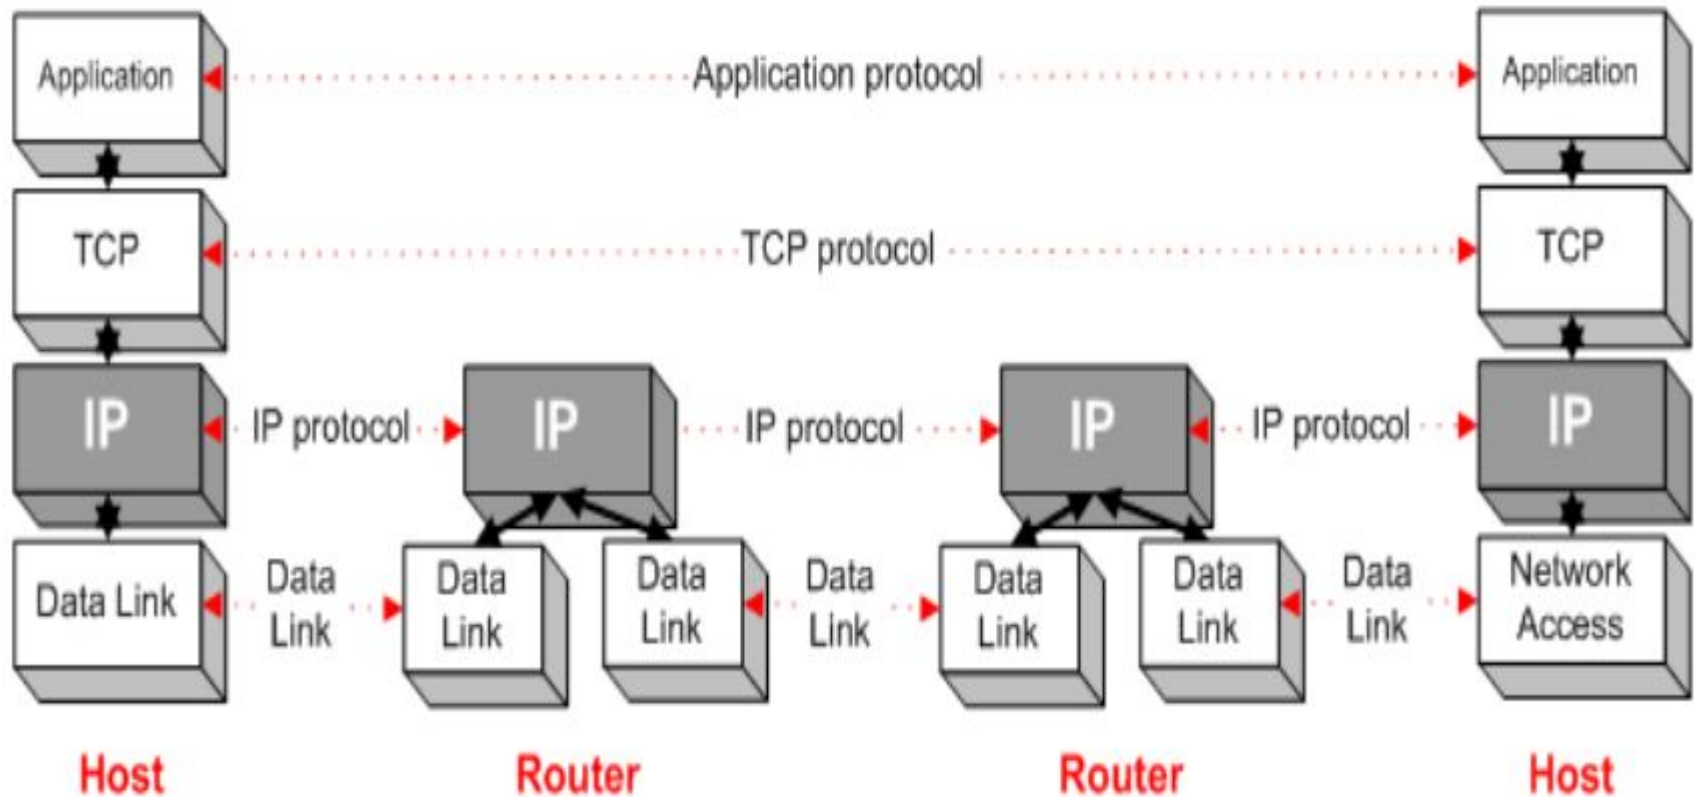 Application
Application protocol
Application
TCP
TCP protocol
TCP
IP
IP protocol
IP
IP protocol
IP
IP protocol
IP
Data Link
Data
Link
Data
Link
Data
Link
Data
Link
Data
Link
Data
Link
Data
Link
Network
Access
Host
Router
Router
Host